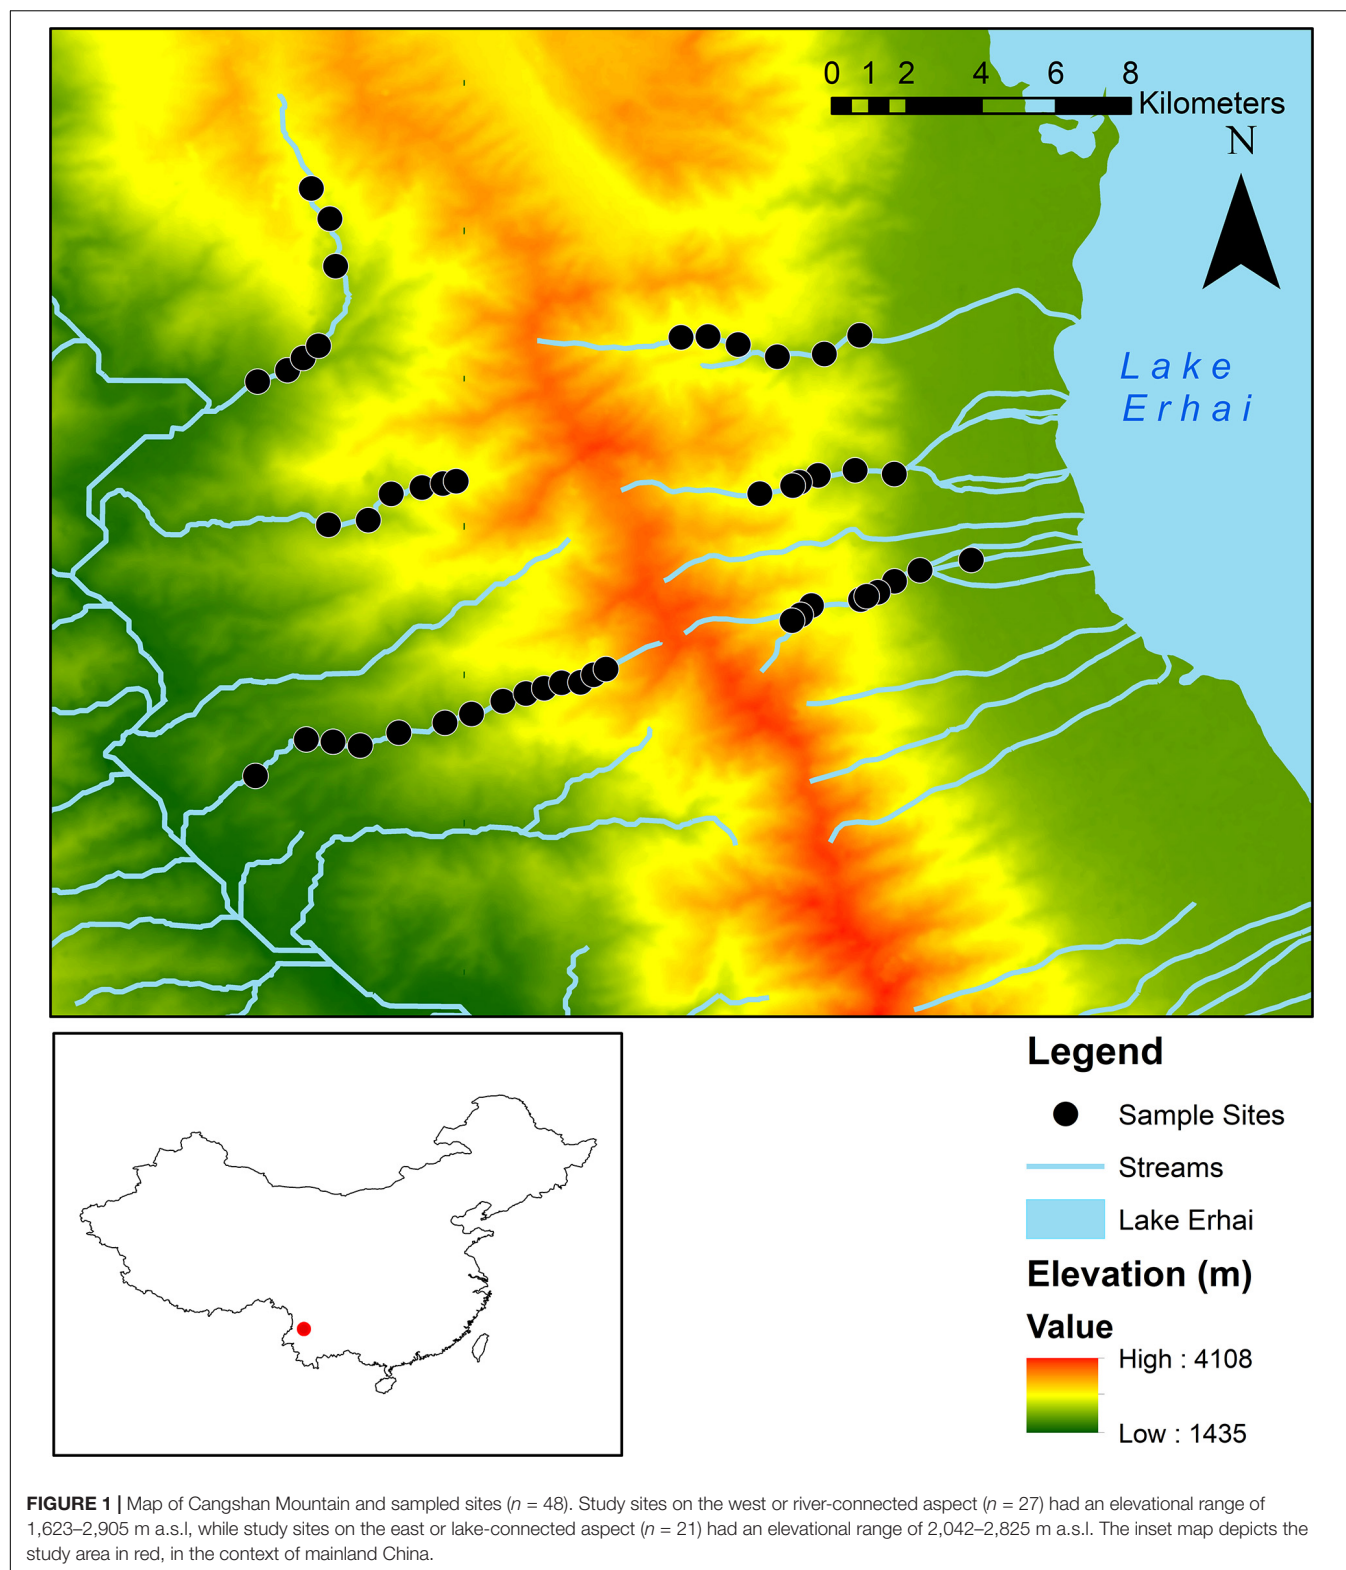 0 1 2 4 6 8
Kilometers
N
Lake
Erhai
Legend
Sample Sites
Streams
Lake Erhai
Elevation (m)
Value
High : 4108
Low : 1435
FIGURE 1 | Map of Cangshan Mountain and sampled sites (n = 48). Study sites on the west or river-connected aspect (n = 27) had an elevational range of
1,623–2,905 m a.s.l, while study sites on the east or lake-connected aspect (n = 21) had an elevational range of 2,042–2,825 m a.s.l. The inset map depicts the
study area in red, in the context of mainland China.